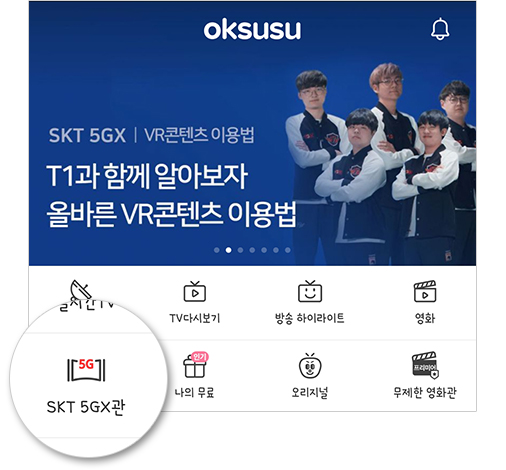 oksusu
SKT 5GX | VR콘텐츠 이용법
T1과 함께 알아보자
올바른 VR콘텐츠 이용법
실시간TV
TV다시보기
방송 하이라이트
영화
5G
SKT 5GX관
인기
나의 무료
오리지널
프리미어
무제한 영화관